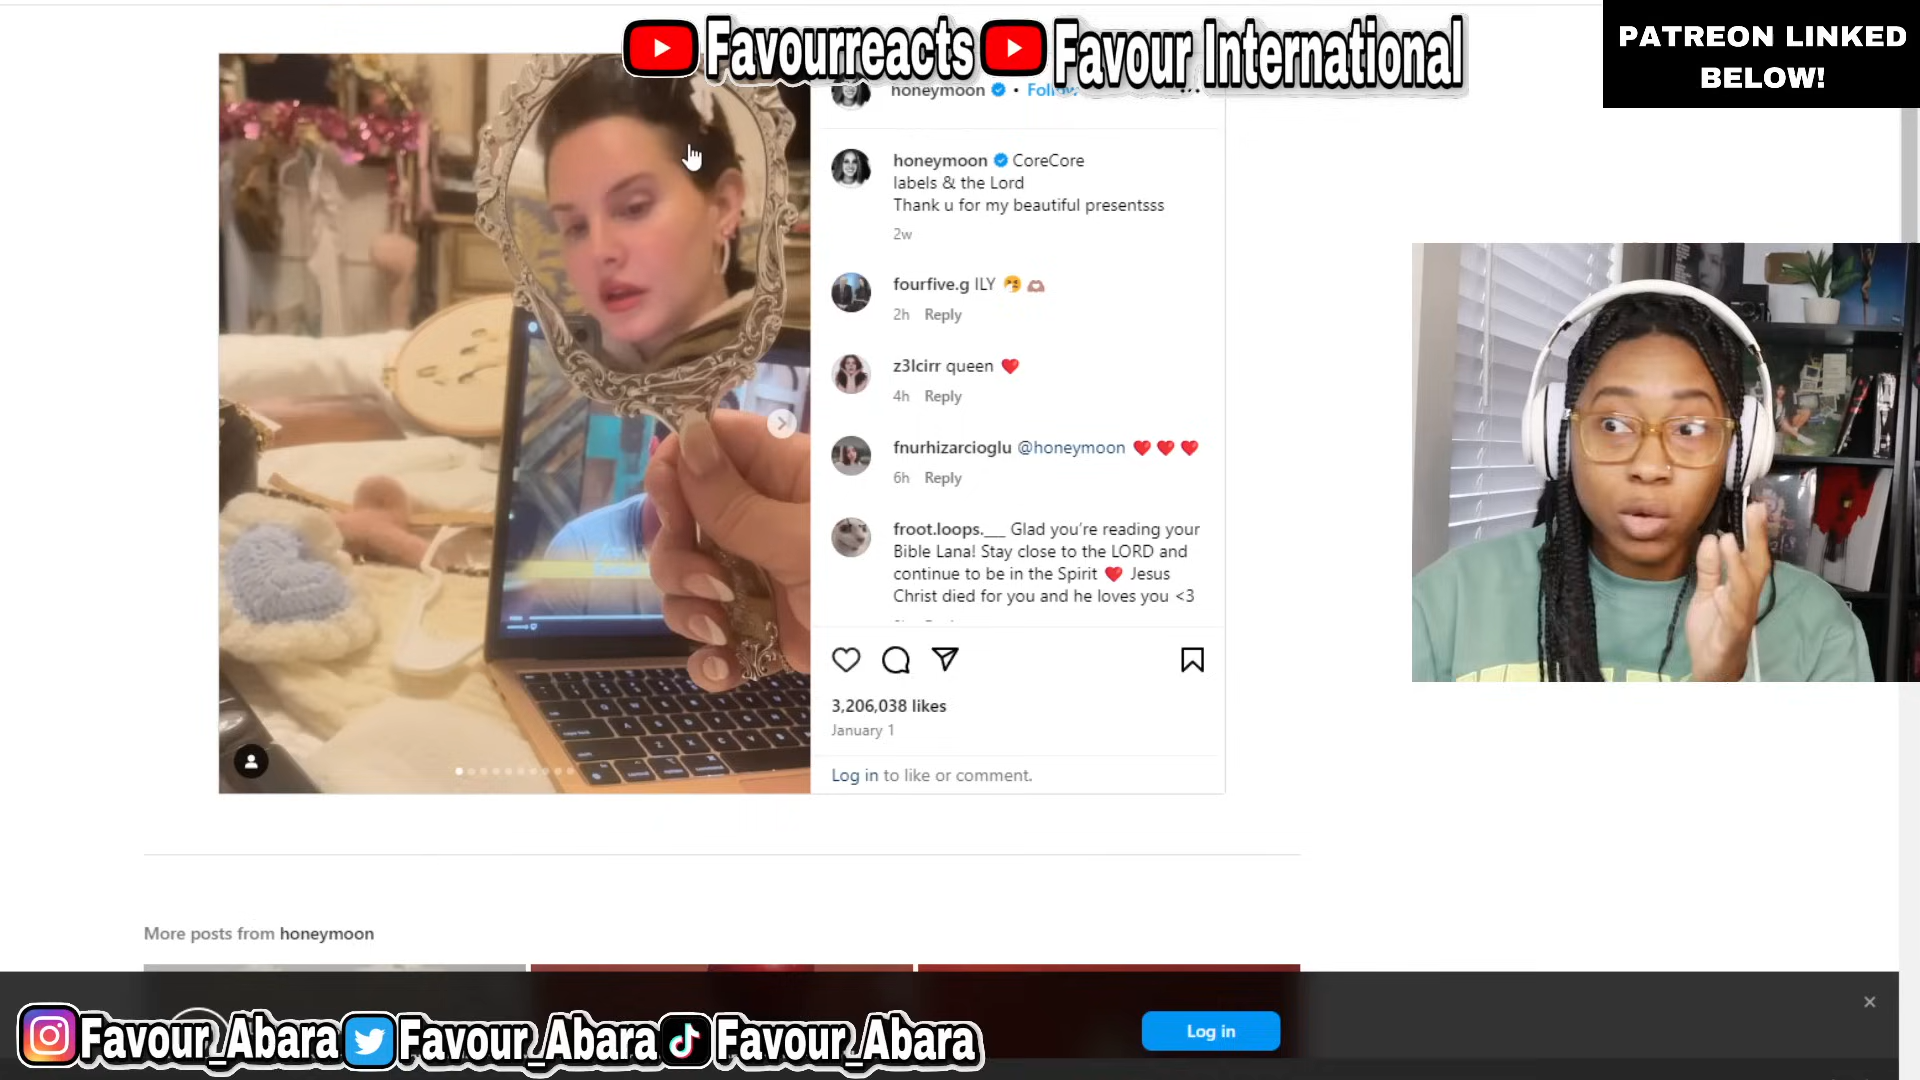 Favourreacts Favour International
PATREON LINKED
BELOW!
honeymoon • Follow
honeymoon CoreCore
labels & the Lord
Thank u for my beautiful presentsss
2w
fourfive.g ILY
2h Reply
z3lcirr queen
4h Reply
fnurhizarcioglu @honeymoon
6h Reply
froot.loops.___ Glad you're reading your
Bible Lana! Stay close to the LORD and
continue to be in the Spirit ❤️ Jesus
Christ died for you and he loves you <3
3,206,038 likes
January 1
Log in to like or comment.
More posts from honeymoon
Log in
Favour_Abara Favour_Abara Favour_Abara